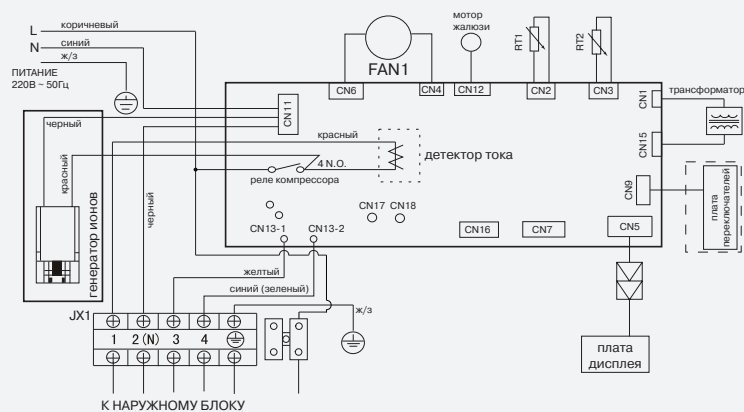 L
коричневый
N
синий
ж/з
ПИТАНИЕ
220В ~ 50Гц
FAN1
мотор
жалюзи
RT1
RT2
CN6
CN4
CN12
CN2
CN3
CN1
трансформатор
CN11
CN15
черный
красный
детектор тока
красный
4 N.O.
реле компрессора
CN9
плата
переключателей
черный
генератор ионов
CN17
CN18
CN13-1
CN13-2
CN16
CN7
CN5
желтый
синий (зеленый)
ж/з
JX1
1
2(N)
3
4
плата
дисплея
К НАРУЖНОМУ БЛОКУ